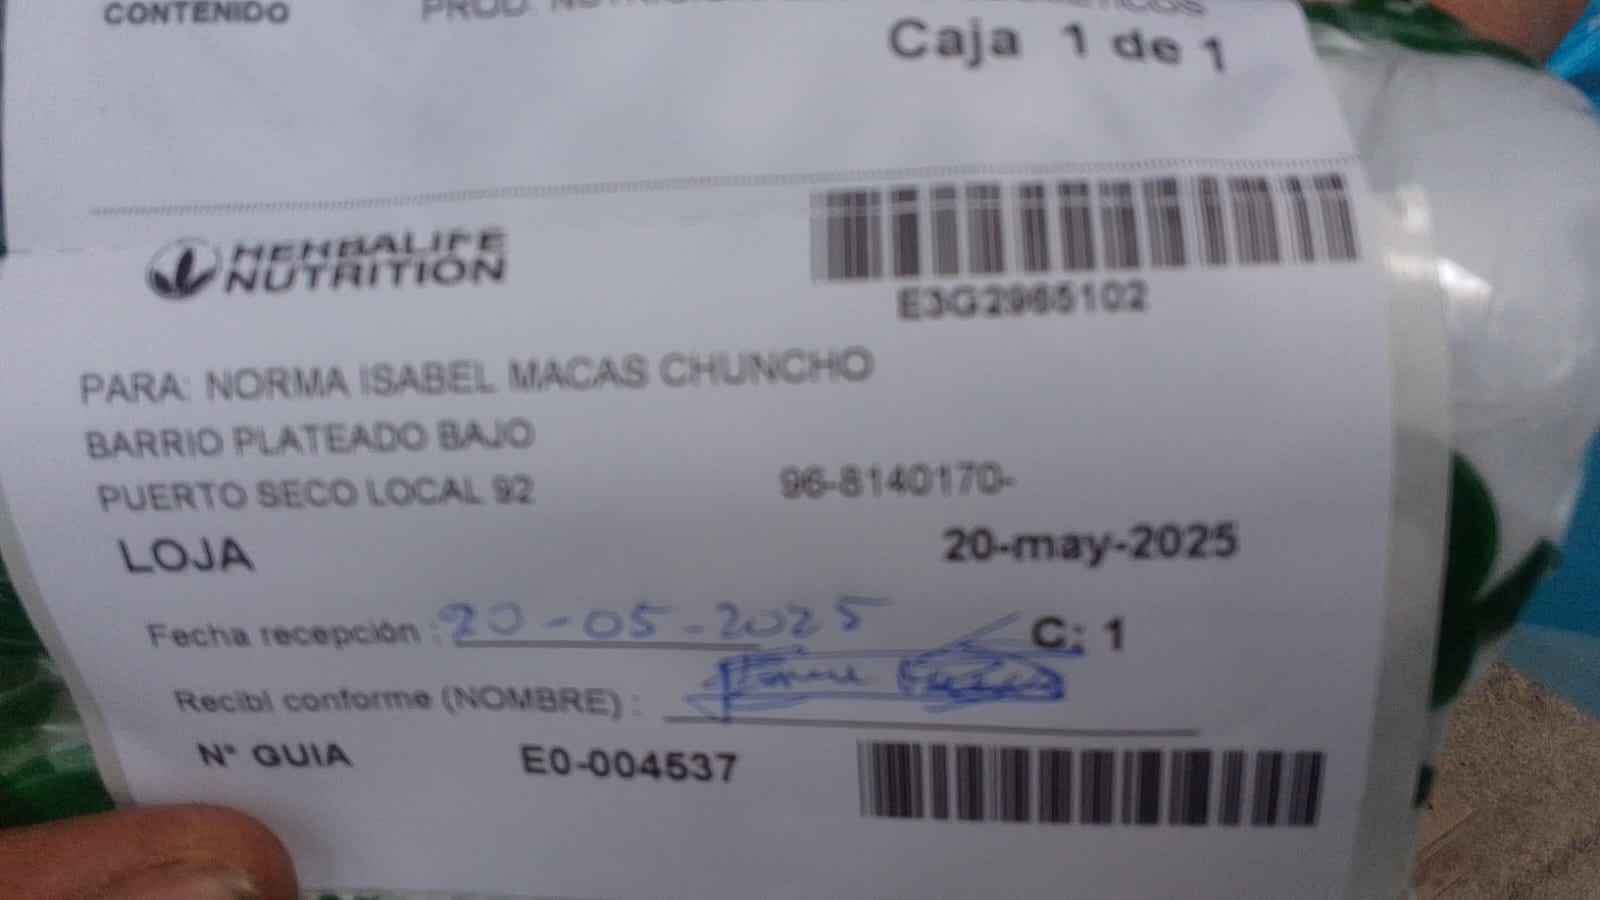 CONTENIDO PROD.
Caja 1 de 1
HERBALIFE
NUTRITION
E3G2965102
PARA: NORMA ISABEL MACAS CHUNCHO
BARRIO PLATEADO BAJO
PUERTO SECO LOCAL 92 96-8140170-
LOJA 20-may-2025
Fecha recepción : 20-05-2025 C: 1
Recibí conforme (NOMBRE) :
N° GUIA E0-004537